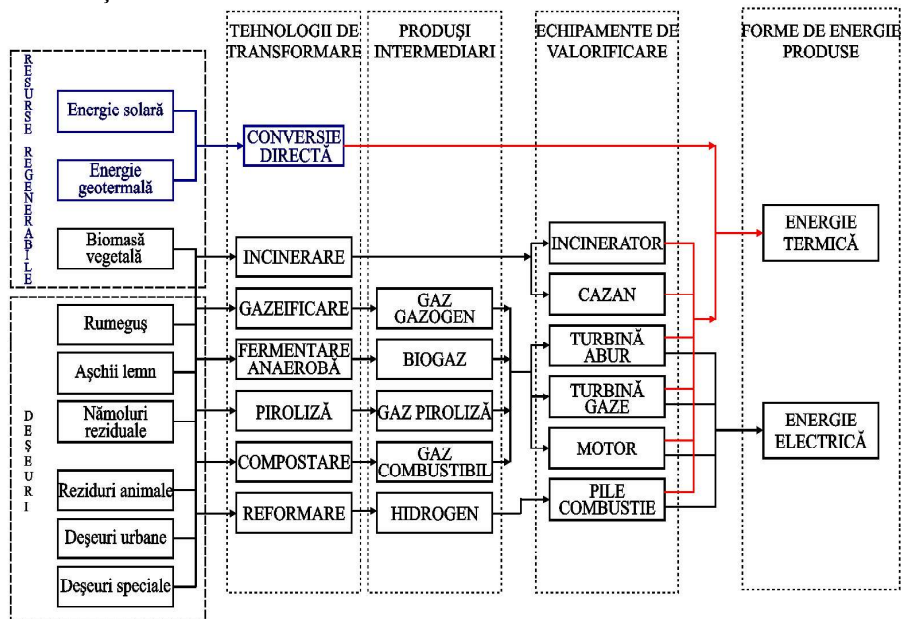 TEHNOLOGII DE
TRANSFORMARE
PRODUŞI
INTERMEDIARI
ECHIPAMENTE DE
VALORIFICARE
FORME DE ENERGIE
PRODUSE
RESURSE REGENERABILE
Energie solară
Energie
geotermală
Biomasă
vegetală
DEŞEURI
Rumeguş
Aşchii lemn
Nămoluri
reziduale
Reziduri animale
Deşeuri urbane
Deşeuri speciale
CONVERSIE
DIRECTĂ
INCINERARE
GAZEIFICARE
FERMENTARE
ANAEROBĂ
PIROLIZĂ
COMPOSTARE
REFORMARE
GAZ
GAZOGEN
BIOGAZ
GAZ PIROLIZĂ
GAZ
COMBUSTIBIL
HIDROGEN
INCINERATOR
CAZAN
TURBINĂ
ABUR
TURBINĂ
GAZE
MOTOR
PILE
COMBUSTIE
ENERGIE
TERMICĂ
ENERGIE
ELECTRICĂ